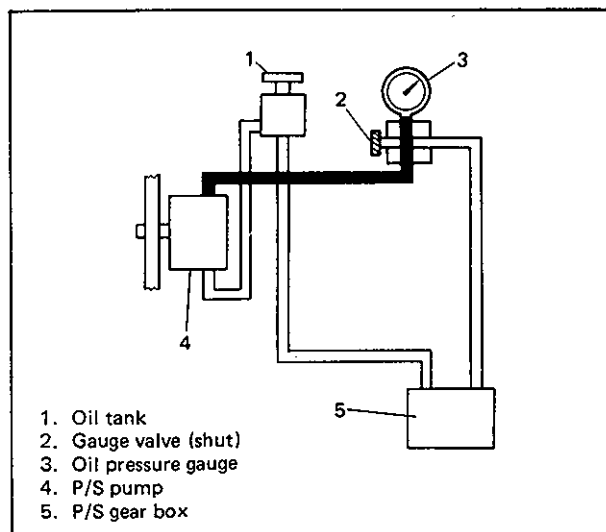 1
3
2
4
5
1. Oil tank
2. Gauge valve (shut)
3. Oil pressure gauge
4. P/S pump
5. P/S gear box